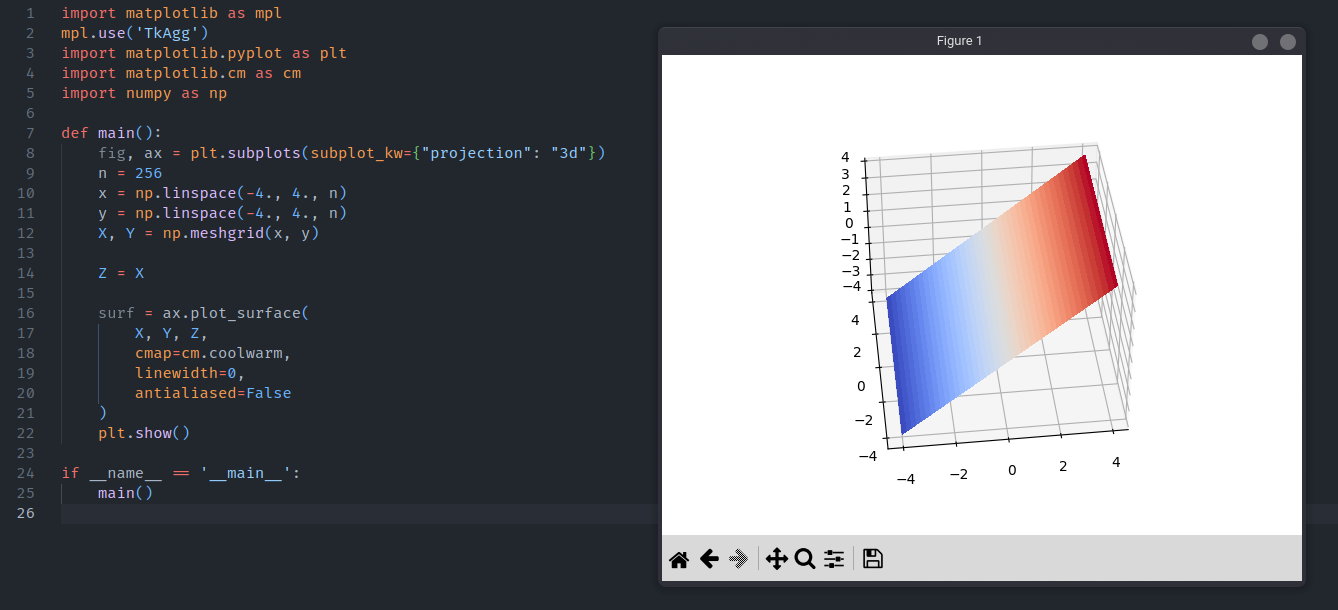 1 import matplotlib as mpl
2 mpl.use('TkAgg')
3 import matplotlib.pyplot as plt
4 import matplotlib.cm as cm
5 import numpy as np
6
7 def main():
8     fig, ax = plt.subplots(subplot_kw={"projection": "3d"})
9     n = 256
10     x = np.linspace(-4., 4., n)
11     y = np.linspace(-4., 4., n)
12     X, Y = np.meshgrid(x, y)
13
14     Z = X
15
16     surf = ax.plot_surface(
17         X, Y, Z,
18         cmap=cm.coolwarm,
19         linewidth=0,
20         antialiased=False
21     )
22     plt.show()
23
24 if __name__ == '__main__':
25     main()
26
Figure 1
4
3
2
1
0
−1
−2
−3
−4
4
2
0
−2
−4
−4 −2 0 2 4